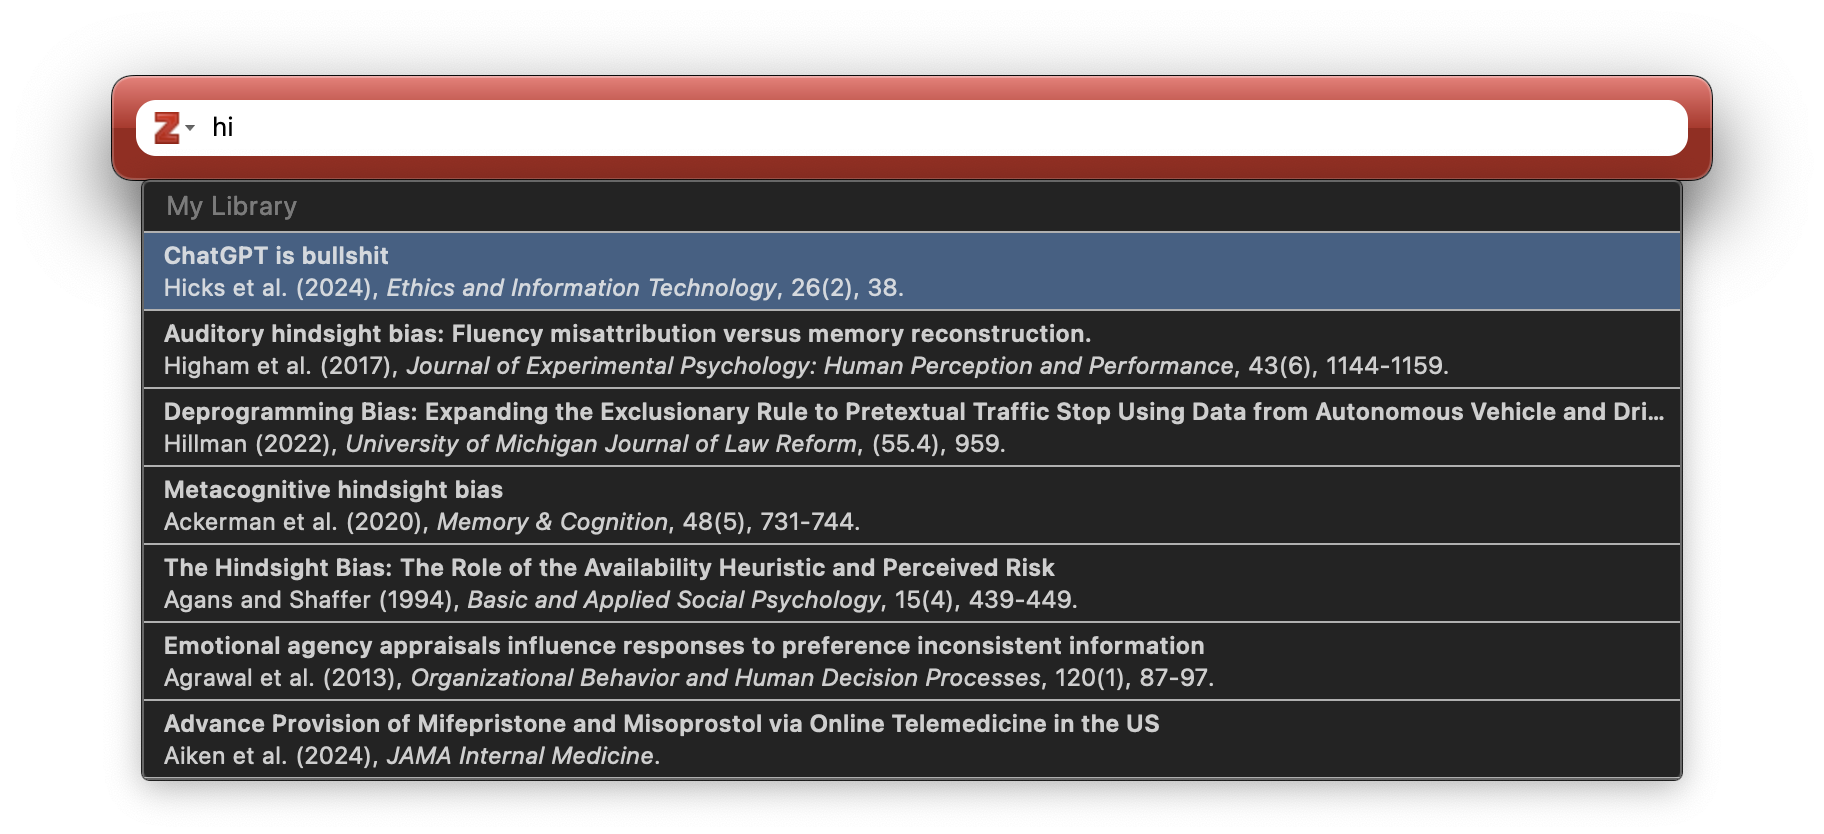 Z hi
My Library
ChatGPT is bullshit
Hicks et al. (2024), Ethics and Information Technology, 26(2), 38.
Auditory hindsight bias: Fluency misattribution versus memory reconstruction.
Higham et al. (2017), Journal of Experimental Psychology: Human Perception and Performance, 43(6), 1144-1159.
Deprogramming Bias: Expanding the Exclusionary Rule to Pretextual Traffic Stop Using Data from Autonomous Vehicle and Dri...
Hillman (2022), University of Michigan Journal of Law Reform, (55.4), 959.
Metacognitive hindsight bias
Ackerman et al. (2020), Memory & Cognition, 48(5), 731-744.
The Hindsight Bias: The Role of the Availability Heuristic and Perceived Risk
Agans and Shaffer (1994), Basic and Applied Social Psychology, 15(4), 439-449.
Emotional agency appraisals influence responses to preference inconsistent information
Agrawal et al. (2013), Organizational Behavior and Human Decision Processes, 120(1), 87-97.
Advance Provision of Mifepristone and Misoprostol via Online Telemedicine in the US
Aiken et al. (2024), JAMA Internal Medicine.